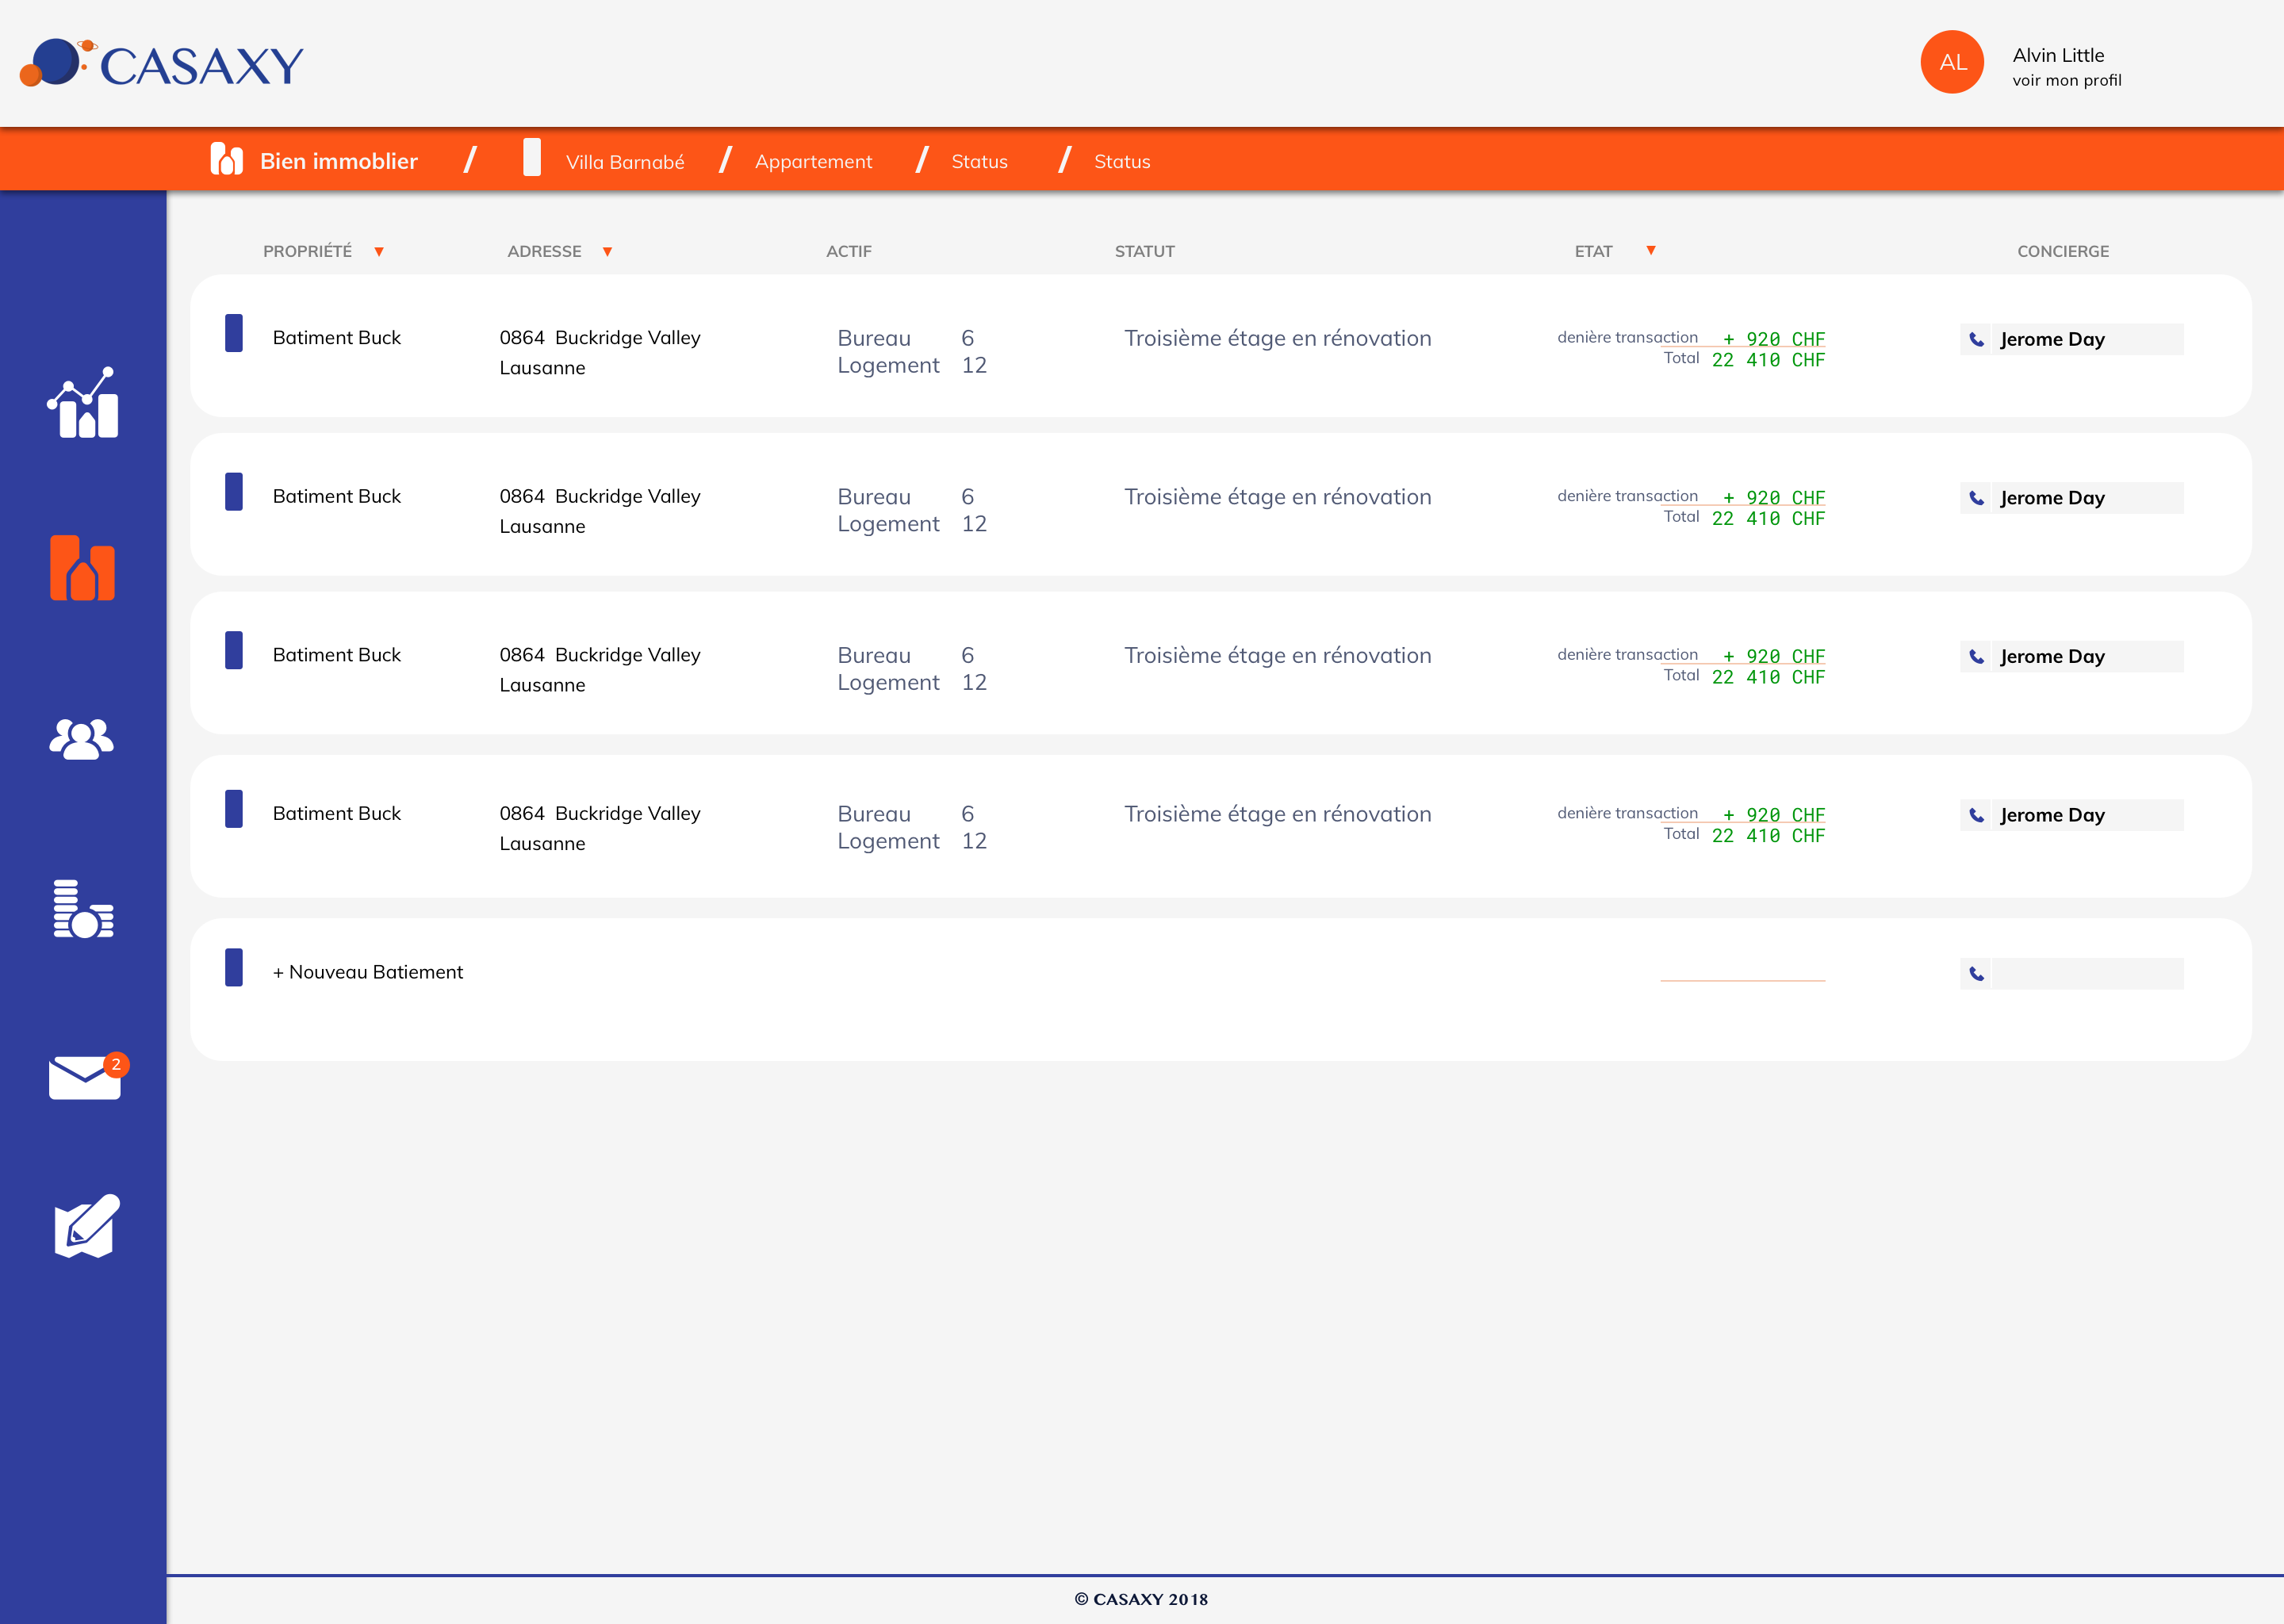 CASAXY
AL
Alvin Little
voir mon profil
Bien immoblier / Villa Barnabé / Appartement / Status / Status
PROPRIÉTÉ ▼ ADRESSE ▼ ACTIF STATUT ETAT ▼ CONCIERGE
Batiment Buck 0864 Buckridge Valley Bureau 6 Troisième étage en rénovation denière transaction + 920 CHF Jerome Day
Lausanne Logement 12 Total 22 410 CHF
Batiment Buck 0864 Buckridge Valley Bureau 6 Troisième étage en rénovation denière transaction + 920 CHF Jerome Day
Lausanne Logement 12 Total 22 410 CHF
Batiment Buck 0864 Buckridge Valley Bureau 6 Troisième étage en rénovation denière transaction + 920 CHF Jerome Day
Lausanne Logement 12 Total 22 410 CHF
Batiment Buck 0864 Buckridge Valley Bureau 6 Troisième étage en rénovation denière transaction + 920 CHF Jerome Day
Lausanne Logement 12 Total 22 410 CHF
+ Nouveau Batiement
2
© CASAXY 2018